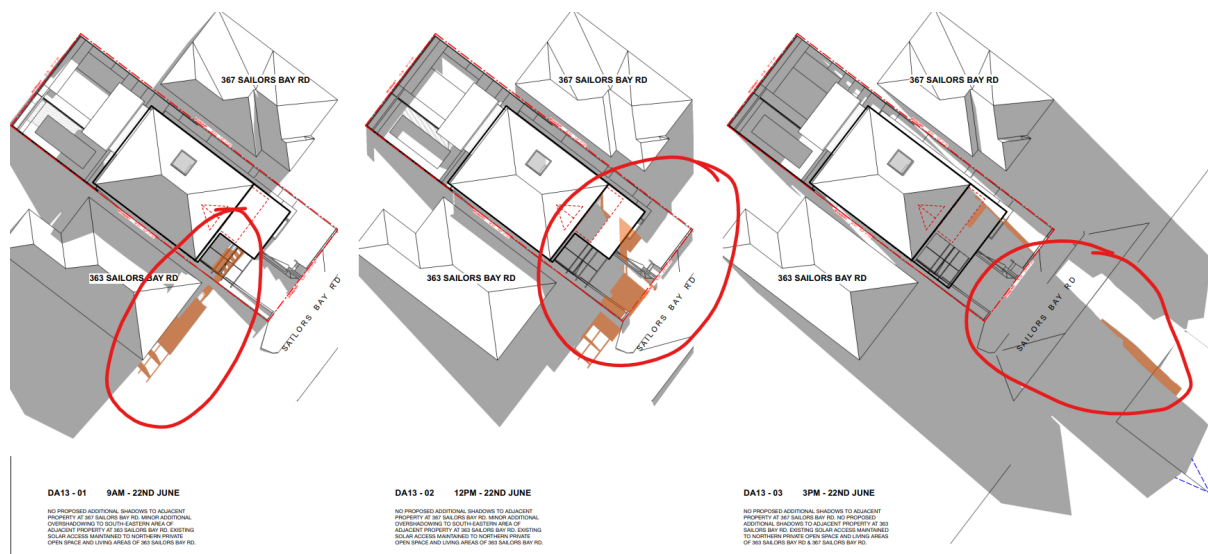 367 SAILORS BAY RD
363 SAILORS BAY RD
SAILORS BAY RD
DA13 - 01 9AM - 22ND JUNE
NO PROPOSED ADDITIONAL SHADOWS TO ADJACENT
PROPERTY AT 367 SAILORS BAY RD. MINOR ADDITIONAL
OVERSHADOWING TO SOUTH-EASTERN AREA OF
ADJACENT PROPERTY AT 363 SAILORS BAY RD. EXISTING
SOLAR ACCESS MAINTAINED TO NORTHERN PRIVATE
OPEN SPACE AND LIVING AREAS OF 363 SAILORS BAY RD.
367 SAILORS BAY RD
363 SAILORS BAY RD
SAILORS BAY RD
DA13 - 02 12PM - 22ND JUNE
NO PROPOSED ADDITIONAL SHADOWS TO ADJACENT
PROPERTY AT 367 SAILORS BAY RD. MINOR ADDITIONAL
OVERSHADOWING TO SOUTH-EASTERN AREA OF
ADJACENT PROPERTY AT 363 SAILORS BAY RD. EXISTING
SOLAR ACCESS MAINTAINED TO NORTHERN PRIVATE
OPEN SPACE AND LIVING AREAS OF 363 SAILORS BAY RD.
367 SAILORS BAY RD
363 SAILORS BAY RD
SAILORS BAY RD
DA13 - 03 3PM - 22ND JUNE
NO PROPOSED ADDITIONAL SHADOWS TO ADJACENT
PROPERTY AT 367 SAILORS BAY RD. NO PROPOSED
ADDITIONAL SHADOWS TO ADJACENT PROPERTY AT 363
SAILORS BAY RD. EXISTING SOLAR ACCESS MAINTAINED
TO NORTHERN PRIVATE OPEN SPACE AND LIVING AREAS
OF 363 SAILORS BAY RD & 367 SAILORS BAY RD.